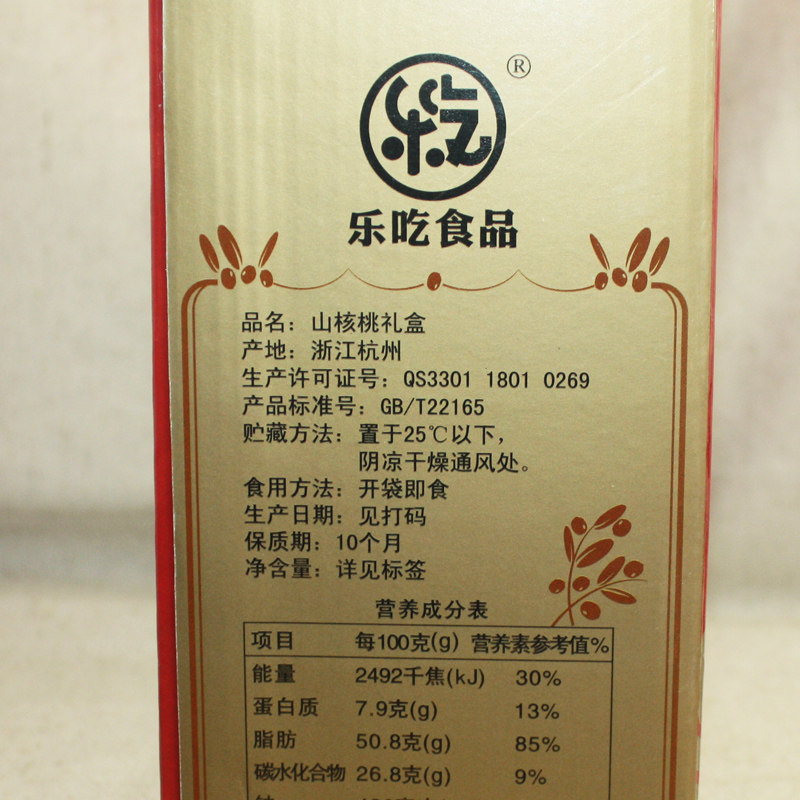 乐吃
®
乐吃食品
品名：山核桃礼盒
产地：浙江杭州
生产许可证号：QS3301 1801 0269
产品标准号：GB/T22165
贮藏方法：置于25℃以下，
阴凉干燥通风处。
食用方法：开袋即食
生产日期：见打码
保质期：10个月
净含量：详见标签
营养成分表
项目 每100克(g) 营养素参考值%
能量 2492千焦(kJ) 30%
蛋白质 7.9克(g) 13%
脂肪 50.8克(g) 85%
碳水化合物 26.8克(g) 9%